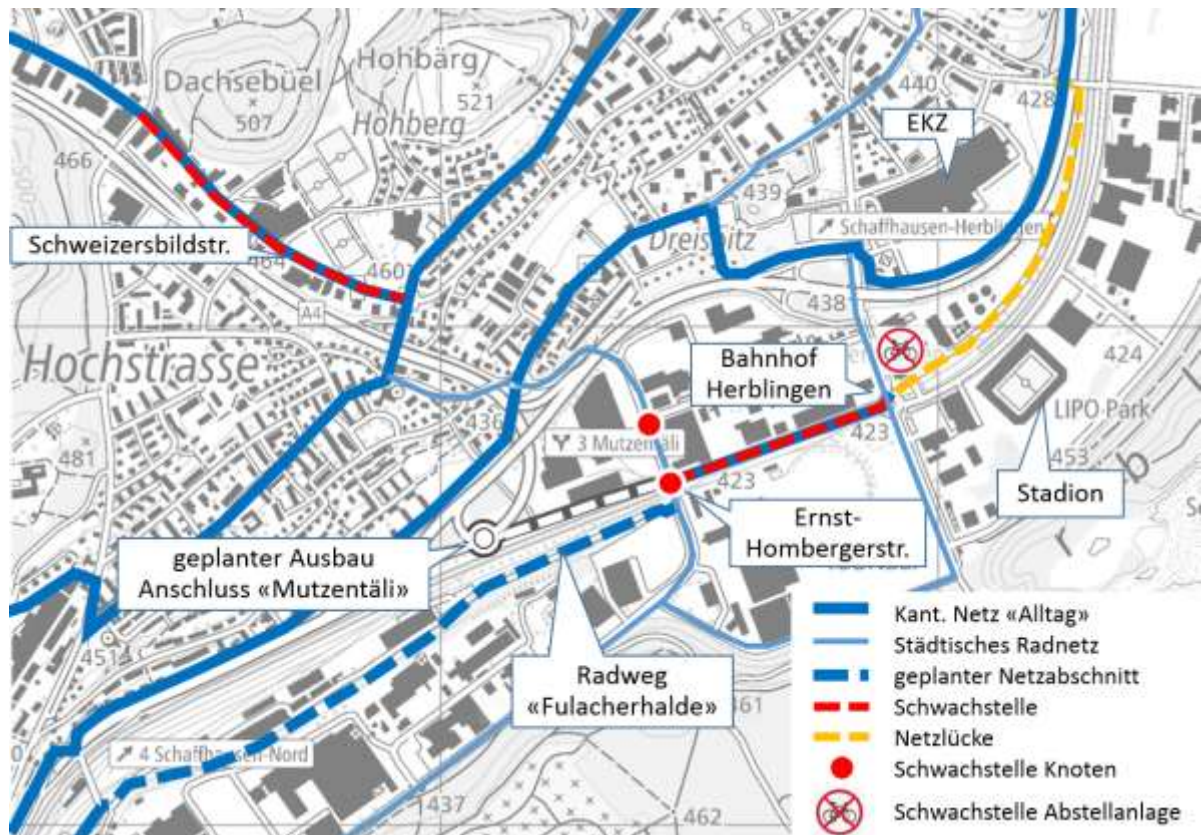 Hohbärg
Dachsebüel
521
507
Hohberg
440
428
EKZ
466
439
Schweizersbildstr.
464
460
Dreispitz
Schaffhausen-Herblingen
438
A4
Hochstrasse
Bahnhof
Herblingen
424
LIPO Park
436
3 Mutzentäli
423
453
481
423
Stadion
Ernst-
Hombergerstr.
geplanter Ausbau
Anschluss «Mutzentäli»
451
Radweg
«Fulacherhalde»
361
4 Schaffhausen-Nord
437
462
Kant. Netz «Alltag»
Städtisches Radnetz
geplanter Netzabschnitt
Schwachstelle
Netzlücke
Schwachstelle Knoten
Schwachstelle Abstellanlage